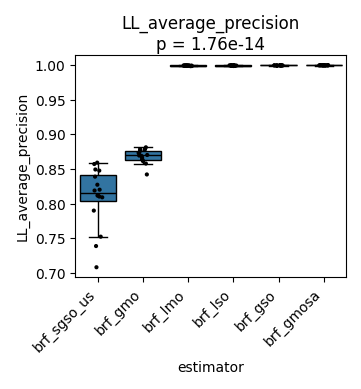 LL_average_precision
p = 1.76e-14
1.00
0.95
0.90
0.85
0.80
0.75
0.70
LL_average_precision
brf_sgso_us
brf_gmo
brf_lmo
brf_lso
brf_gso
brf_gmosa
estimator